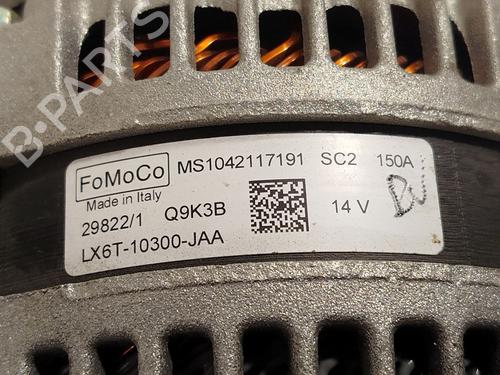 B-PARTS
FoMoCo
Made in Italy
MS1042117191 SC2 150A
29822/1 Q9K3B
14 V
LX6T-10300-JAA